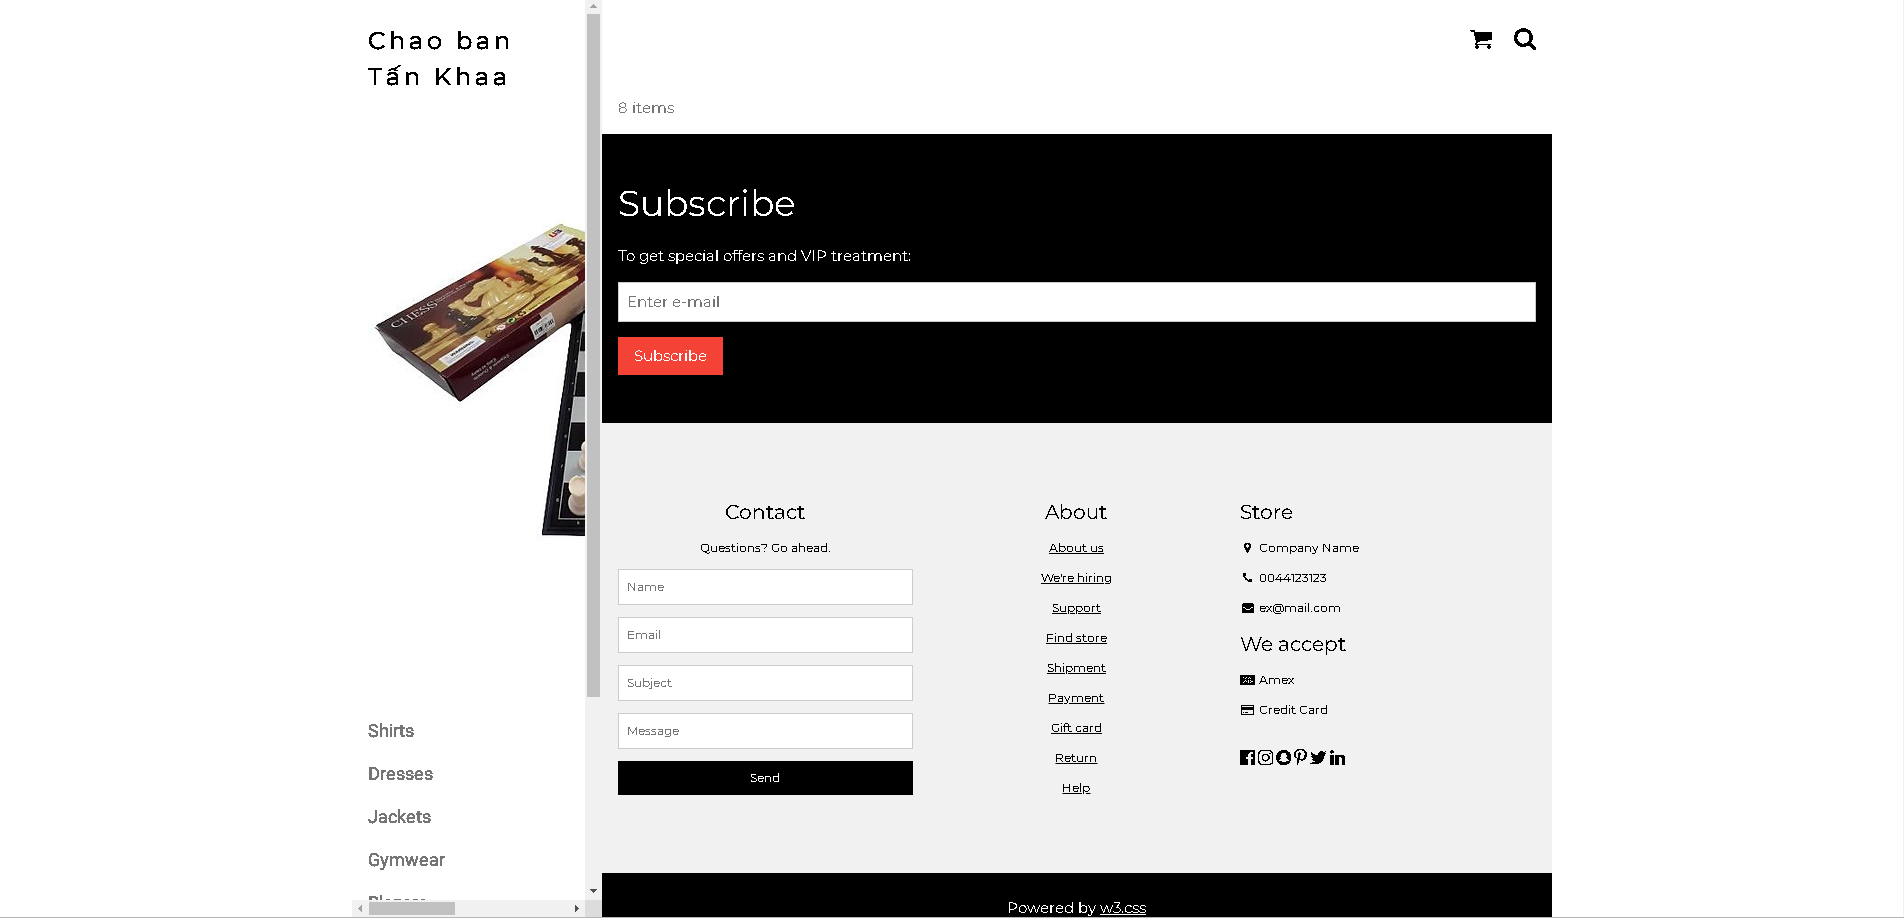 Chao ban
Tấn Khaa
CHESS
Shirts
Dresses
Jackets
Gymwear
8 items
Subscribe
To get special offers and VIP treatment:
Enter e-mail
Subscribe
Contact
Questions? Go ahead.
Name
Email
Subject
Message
Send
About
About us
We're hiring
Support
Find store
Shipment
Payment
Gift card
Return
Help
Store
Company Name
0044123123
ex@mail.com
We accept
Amex
Credit Card
Powered by w3.css